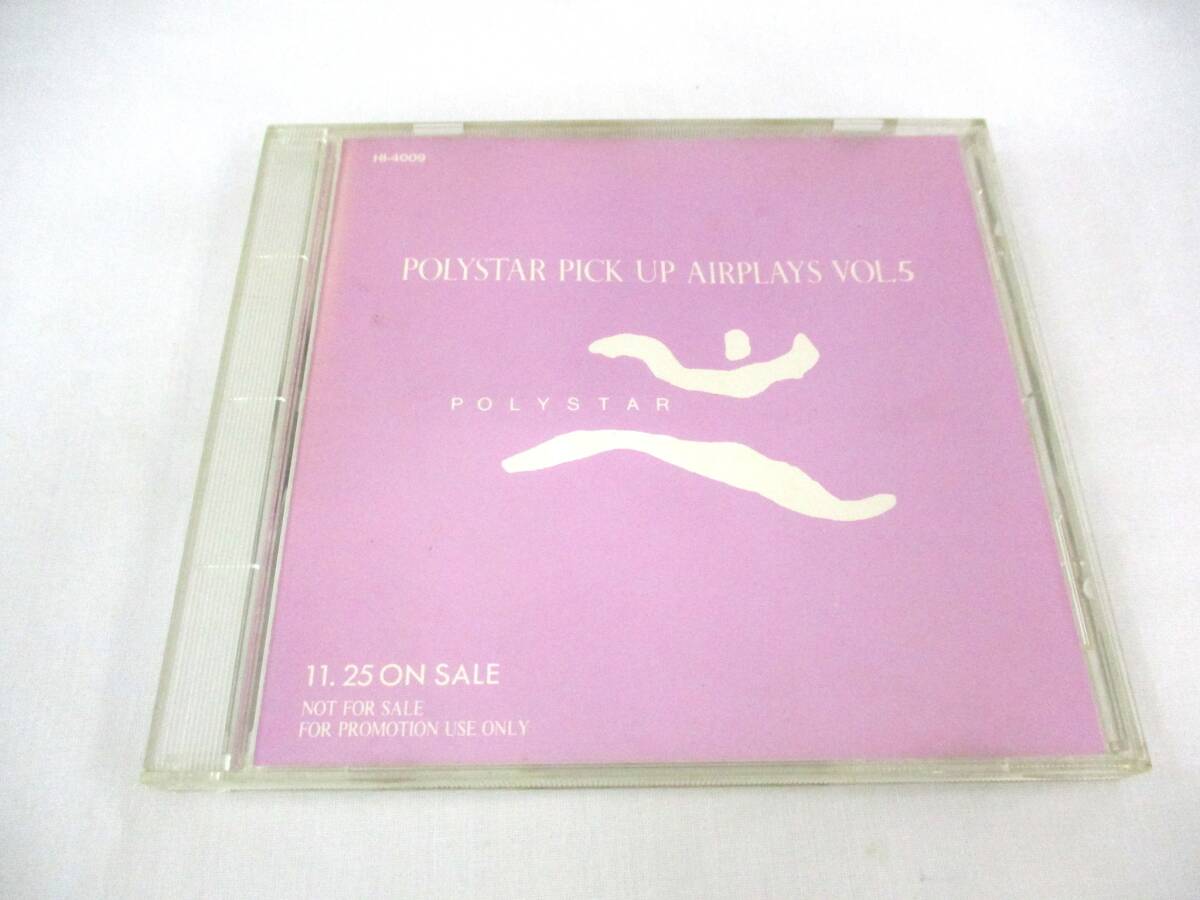 HI-4009
POLYSTAR PICK UP AIRPLAYS VOL.5
POLYSTAR
11. 25 ON SALE
NOT FOR SALE
FOR PROMOTION USE ONLY